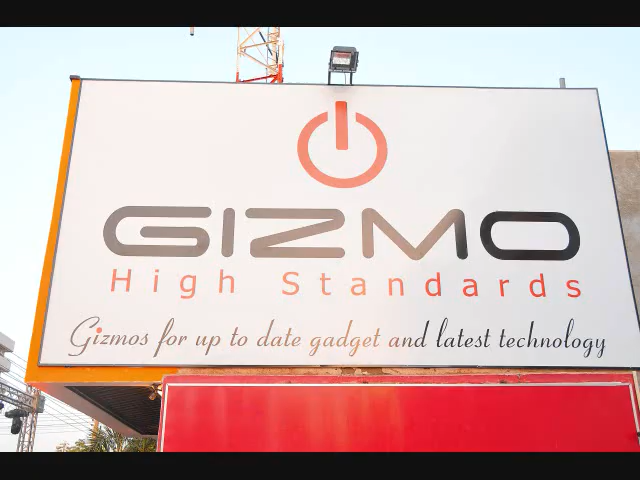 GIZMO
High Standards
Gizmos for up to date gadget and latest technology